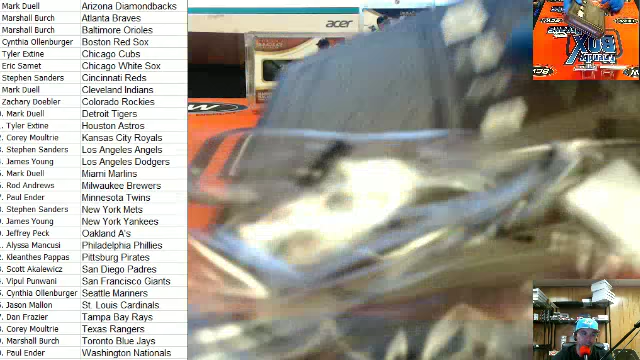 Mark Duell Arizona Diamondbacks
Marshall Burch Atlanta Braves
Marshall Burch Baltimore Orioles
Cynthia Ollenburger Boston Red Sox
Tyler Extine Chicago Cubs
Eric Samet Chicago White Sox
Stephen Sanders Cincinnati Reds
Mark Duell Cleveland Indians
Zachary Doebler Colorado Rockies
Mark Duell Detroit Tigers
Tyler Extine Houston Astros
Corey Moultrie Kansas City Royals
Stephen Sanders Los Angeles Angels
James Young Los Angeles Dodgers
Mark Duell Miami Marlins
Rod Andrews Milwaukee Brewers
Paul Ender Minnesota Twins
Stephen Sanders New York Mets
James Young New York Yankees
Jeffrey Peck Oakland A's
Alyssa Mancusi Philadelphia Phillies
Kleanthes Pappas Pittsburg Pirates
Scott Akalewicz San Diego Padres
Vipul Punwani San Francisco Giants
Cynthia Ollenburger Seattle Mariners
Jason Mallon St. Louis Cardinals
Dan Frazier Tampa Bay Rays
Corey Moultrie Texas Rangers
Marshall Burch Toronto Blue Jays
Paul Ender Washington Nationals
acer